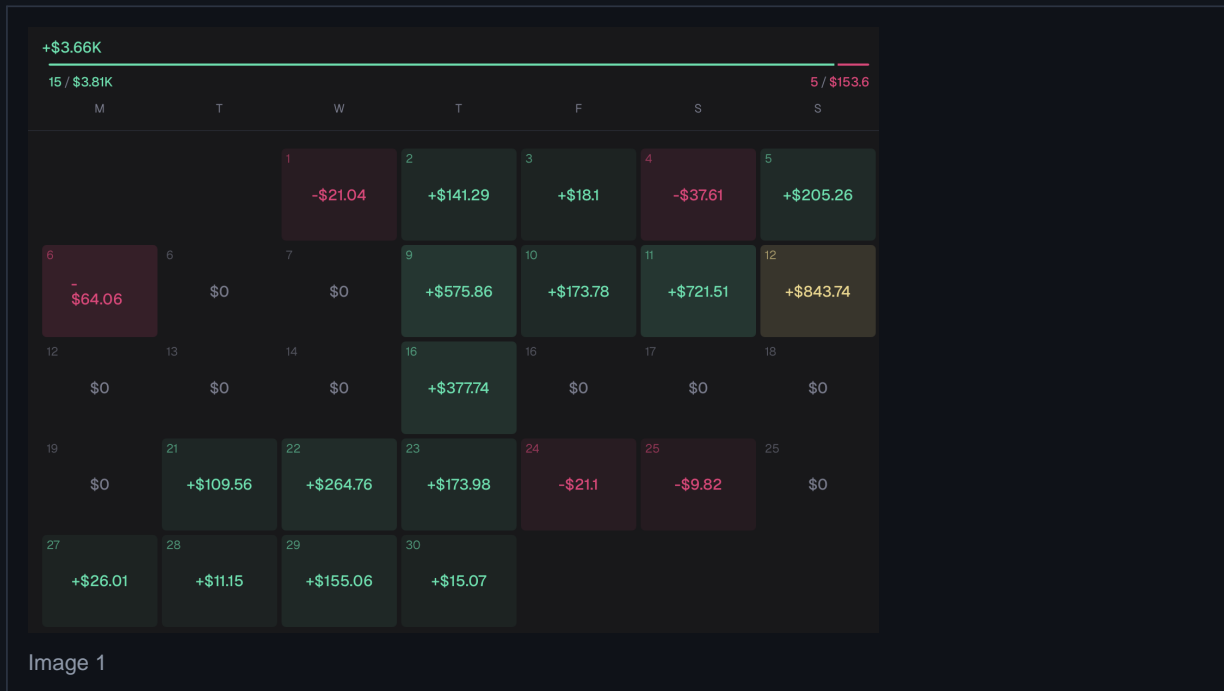 +$3.66K
15 / $3.81K 5 / $153.6
M T W T F S S
1 2 3 4 5
-$21.04 +$141.29 +$18.1 -$37.61 +$205.26
6 6 7 9 10 11 12
-
$64.06 $0 $0 +$575.86 +$173.78 +$721.51 +$843.74
12 13 14 16 16 17 18
$0 $0 $0 +$377.74 $0 $0 $0
19 21 22 23 24 25 25
$0 +$109.56 +$264.76 +$173.98 -$21.1 -$9.82 $0
27 28 29 30
+$26.01 +$11.15 +$155.06 +$15.07
Image 1